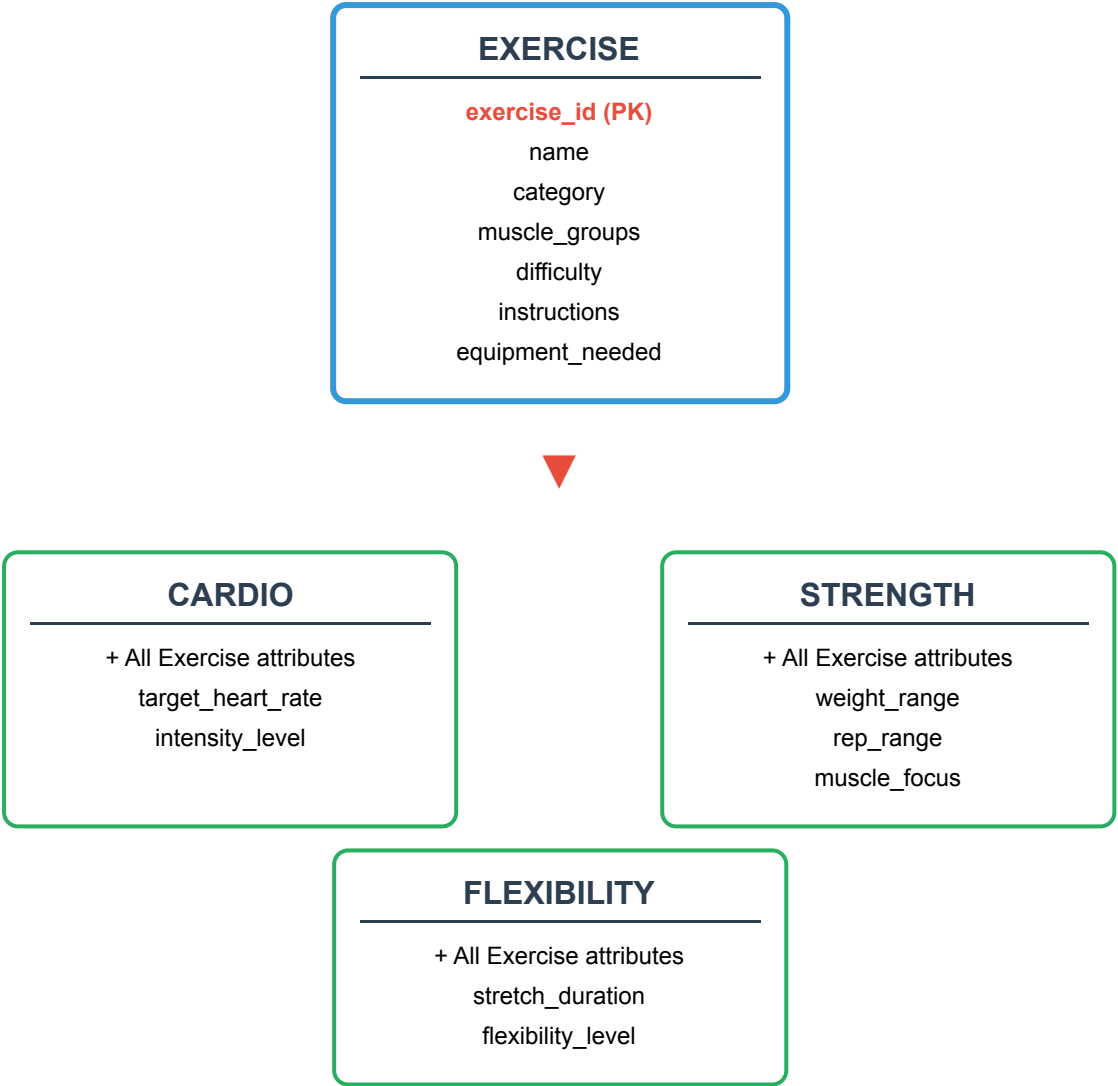 EXERCISE
exercise_id (PK)
name
category
muscle_groups
difficulty
instructions
equipment_needed
CARDIO
+ All Exercise attributes
target_heart_rate
intensity_level
STRENGTH
+ All Exercise attributes
weight_range
rep_range
muscle_focus
FLEXIBILITY
+ All Exercise attributes
stretch_duration
flexibility_level